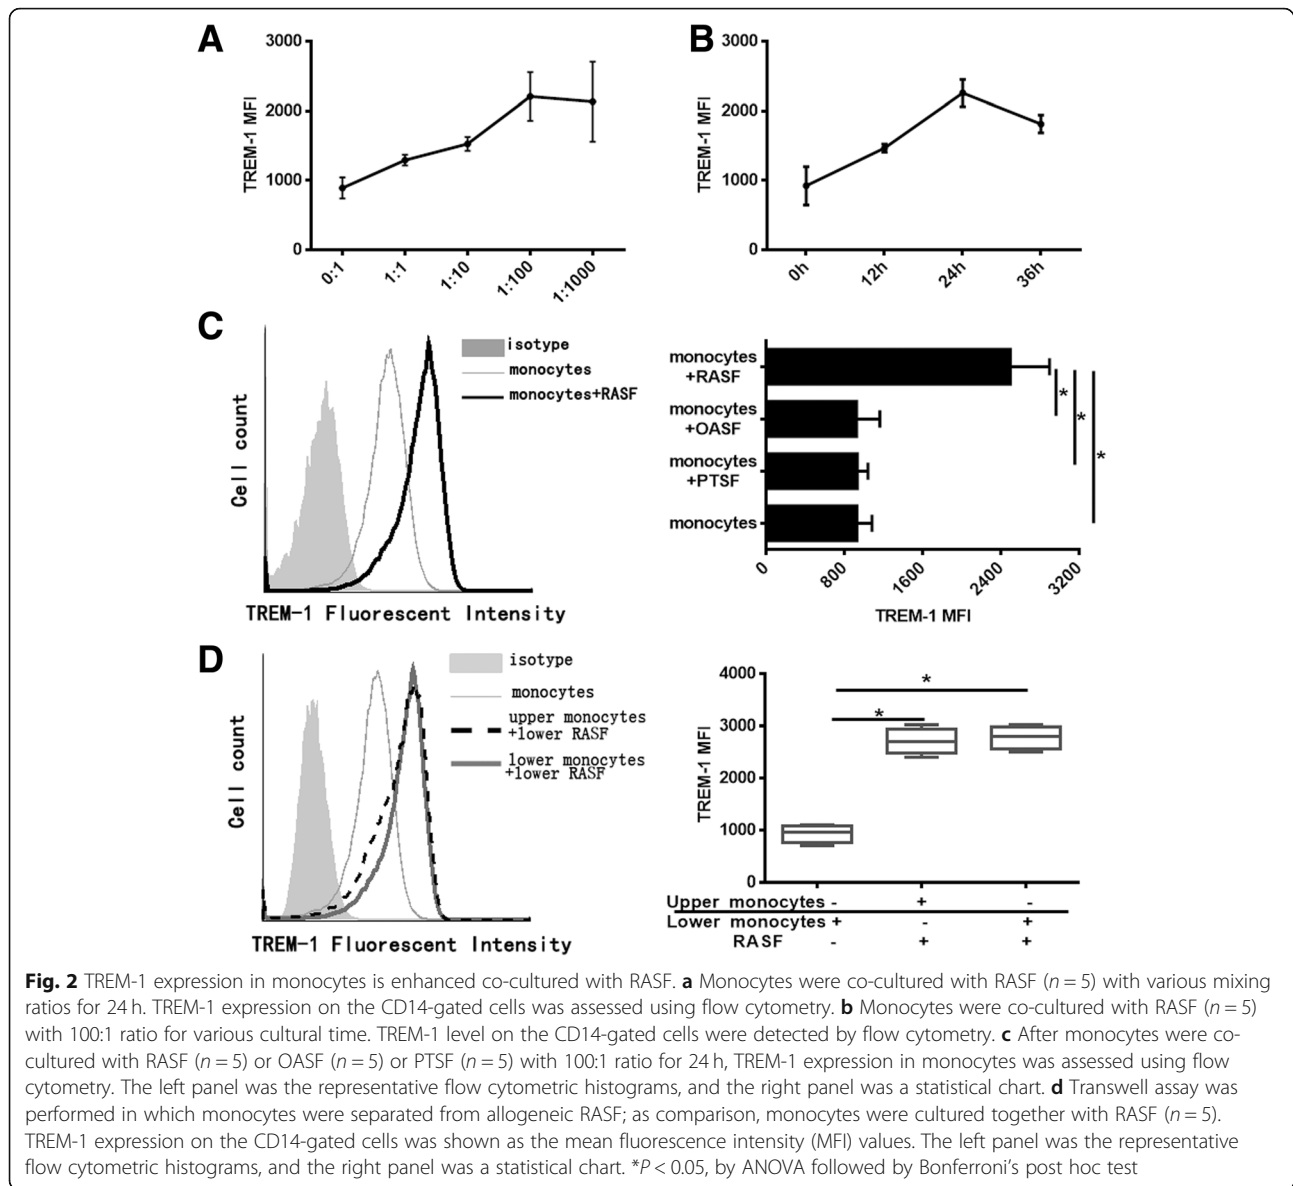 A
3000
2000
1000
0
TREM-1 MFI
0:1
1:1
1:10
1:100
1:1000
B
3000
2000
1000
0
TREM-1 MFI
0h
12h
24h
36h
C
isotype
monocytes
monocytes+RASF
Cell count
TREM-1 Fluorescent Intensity
monocytes
+RASF
monocytes
+OASF
monocytes
+PTSF
monocytes
*
*
*
0
800
1600
2400
3200
TREM-1 MFI
D
isotype
monocytes
upper monocytes
+lower RASF
lower monocytes
+lower RASF
Cell count
TREM-1 Fluorescent Intensity
4000
3000
2000
1000
0
TREM-1 MFI
*
*
Upper monocytes - + -
Lower monocytes + - +
RASF - + +
Fig. 2 TREM-1 expression in monocytes is enhanced co-cultured with RASF. a Monocytes were co-cultured with RASF (n = 5) with various mixing
ratios for 24 h. TREM-1 expression on the CD14-gated cells was assessed using flow cytometry. b Monocytes were co-cultured with RASF (n = 5)
with 100:1 ratio for various cultural time. TREM-1 level on the CD14-gated cells were detected by flow cytometry. c After monocytes were co-
cultured with RASF (n = 5) or OASF (n = 5) or PTSF (n = 5) with 100:1 ratio for 24 h, TREM-1 expression in monocytes was assessed using flow
cytometry. The left panel was the representative flow cytometric histograms, and the right panel was a statistical chart. d Transwell assay was
performed in which monocytes were separated from allogeneic RASF; as comparison, monocytes were cultured together with RASF (n = 5).
TREM-1 expression on the CD14-gated cells was shown as the mean fluorescence intensity (MFI) values. The left panel was the representative
flow cytometric histograms, and the right panel was a statistical chart. *P < 0.05, by ANOVA followed by Bonferroni's post hoc test